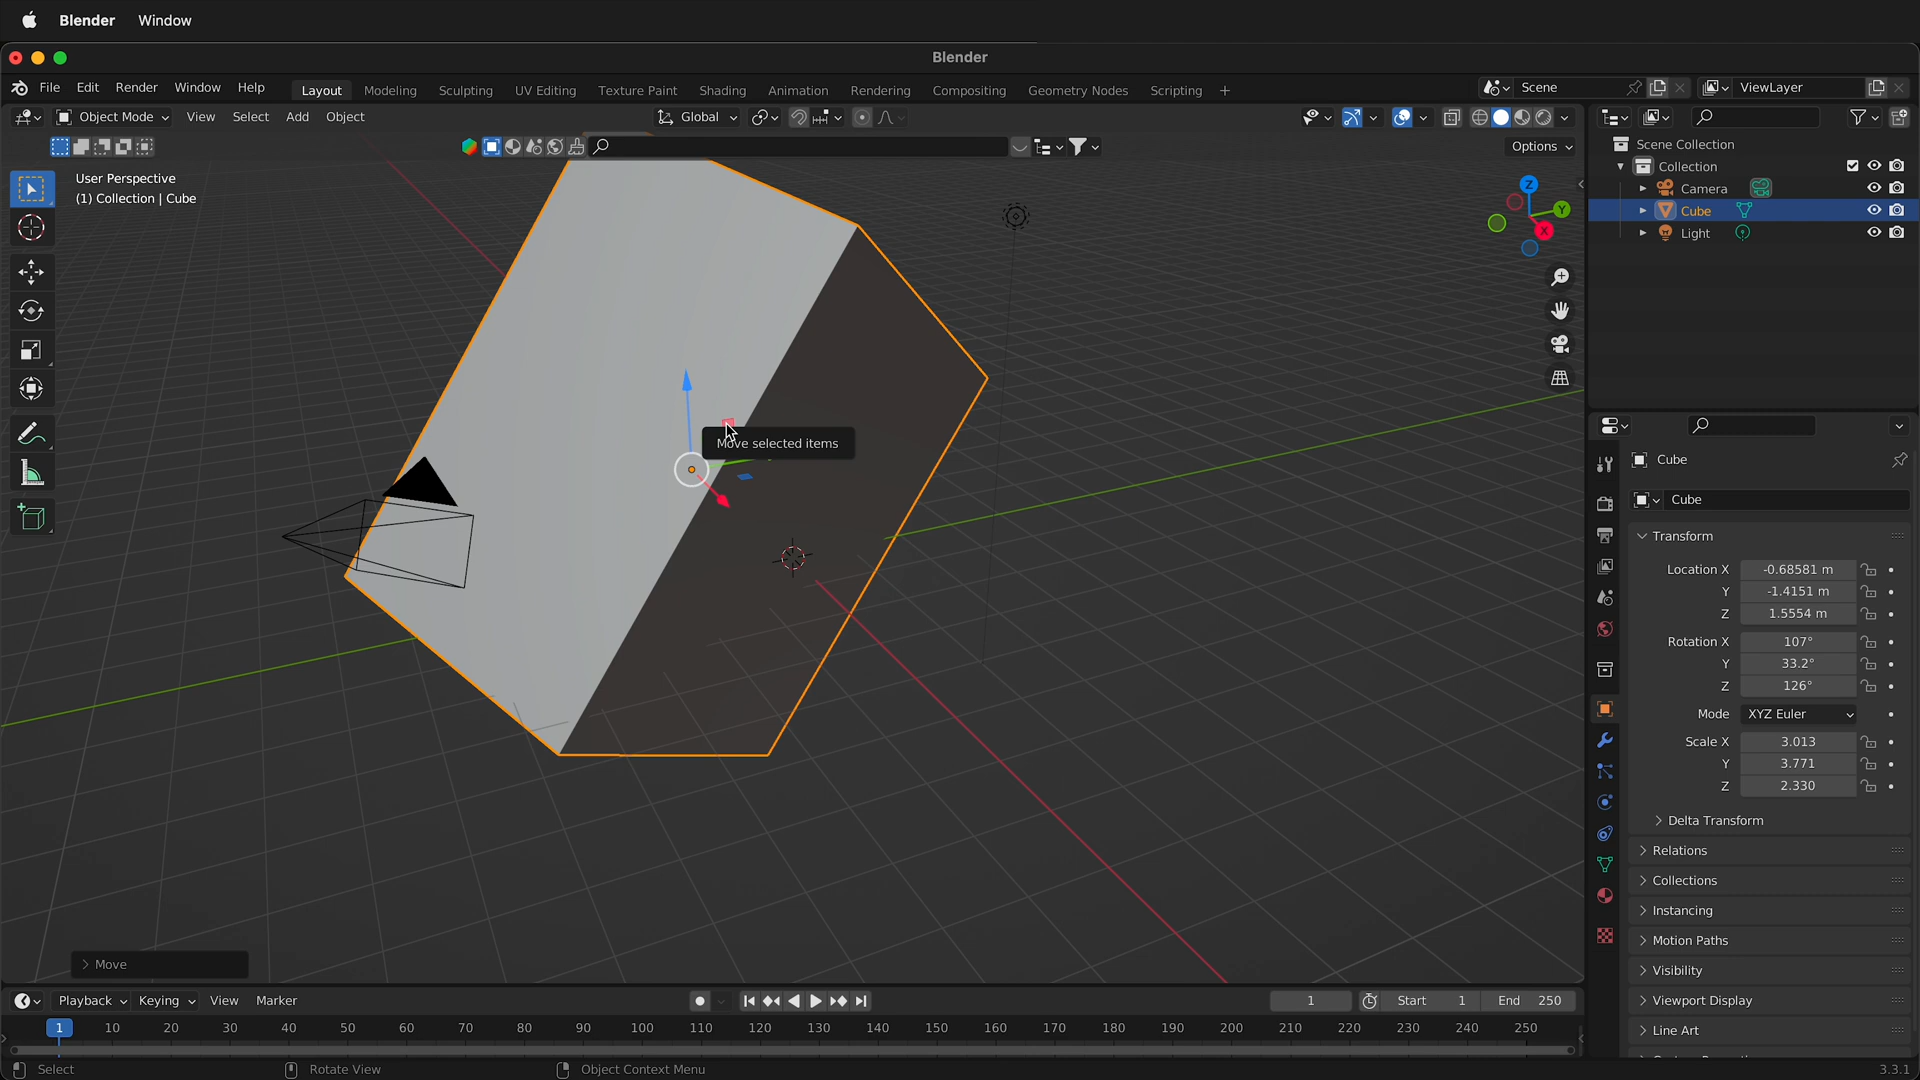 Blender Window
Blender
File Edit Render Window Help Layout Modeling Sculpting UV Editing Texture Paint Shading Animation Rendering Compositing Geometry Nodes Scripting + Scene ViewLayer
Object Mode View Select Add Object Global
Options
User Perspective
(1) Collection | Cube
Z
Y
X
Move selected items
Scene Collection
Collection
Camera
Cube
Light
Cube
Cube
Transform
Location X -0.68581 m
Y -1.4151 m
Z 1.5554 m
Rotation X 107°
Y 33.2°
Z 126°
Mode XYZ Euler
Scale X 3.013
Y 3.771
Z 2.330
Delta Transform
Relations
Collections
Instancing
Motion Paths
Visibility
Viewport Display
Line Art
Move
Playback Keying View Marker 1 Start 1 End 250
1 10 20 30 40 50 60 70 80 90 100 110 120 130 140 150 160 170 180 190 200 210 220 230 240 250
Select Rotate View Object Context Menu 3.3.1